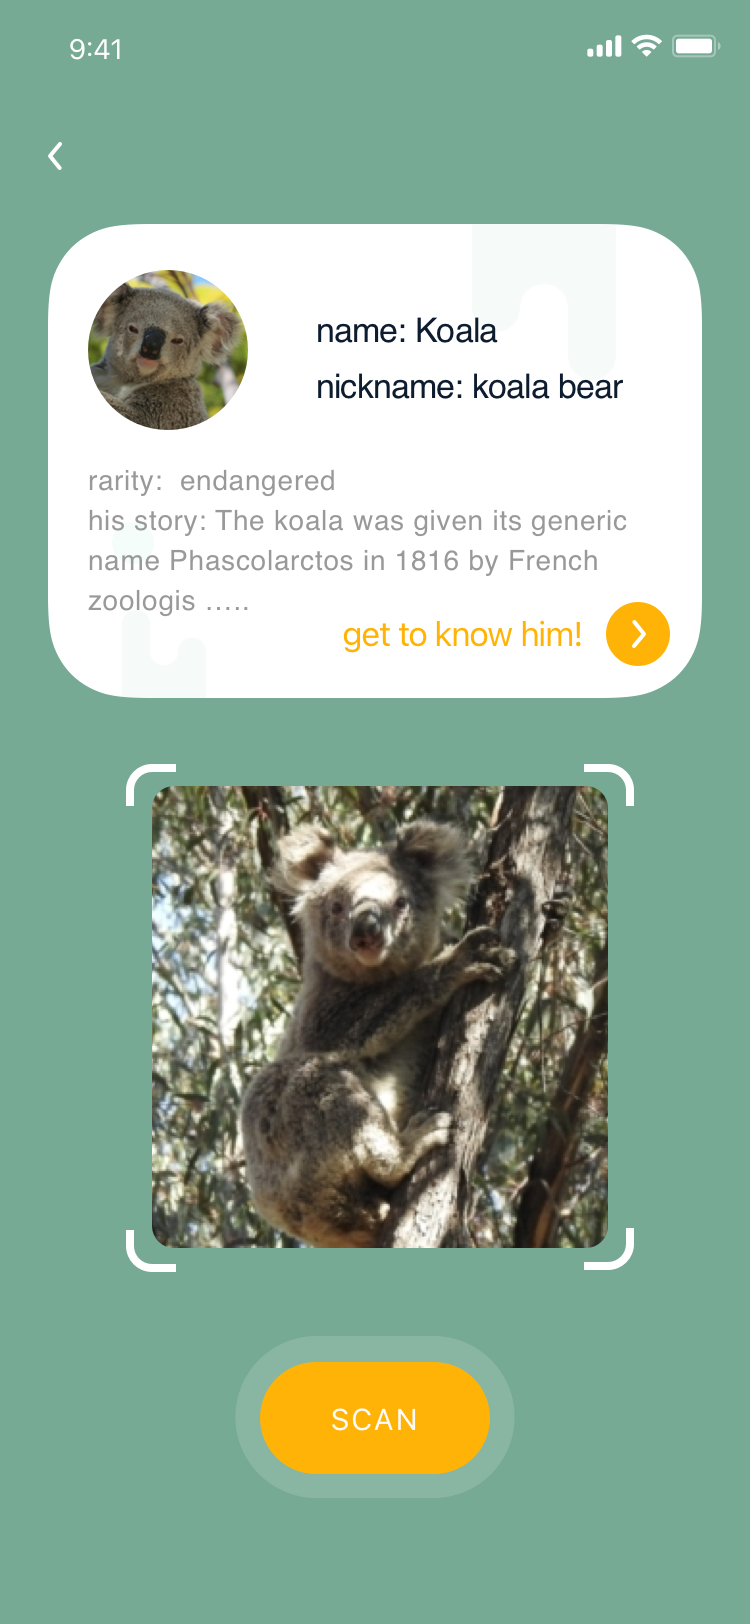 9:41
name: Koala
nickname: koala bear
rarity:  endangered
his story: The koala was given its generic
name Phascolarctos in 1816 by French
zoologis .....
get to know him!
SCAN